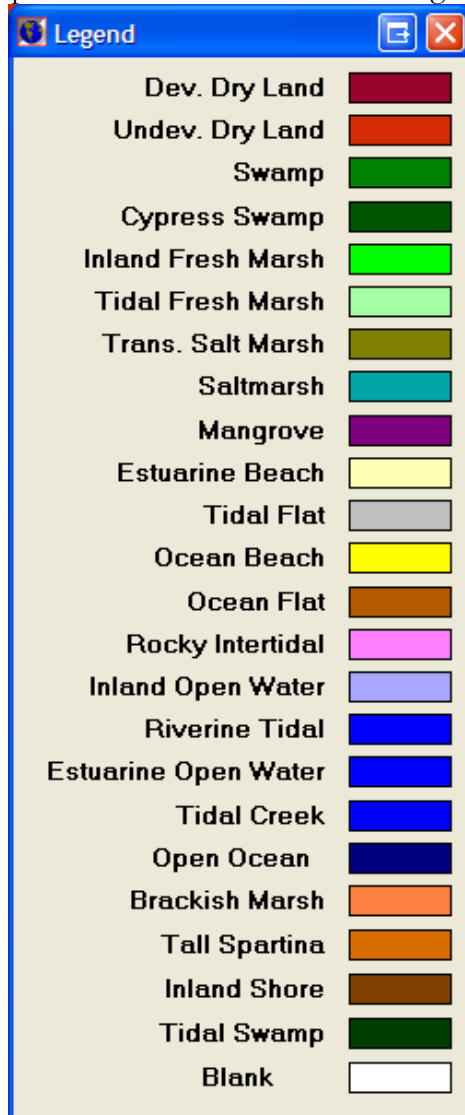 Legend
Dev. Dry Land
Undev. Dry Land
Swamp
Cypress Swamp
Inland Fresh Marsh
Tidal Fresh Marsh
Trans. Salt Marsh
Saltmarsh
Mangrove
Estuarine Beach
Tidal Flat
Ocean Beach
Ocean Flat
Rocky Intertidal
Inland Open Water
Riverine Tidal
Estuarine Open Water
Tidal Creek
Open Ocean
Brackish Marsh
Tall Spartina
Inland Shore
Tidal Swamp
Blank